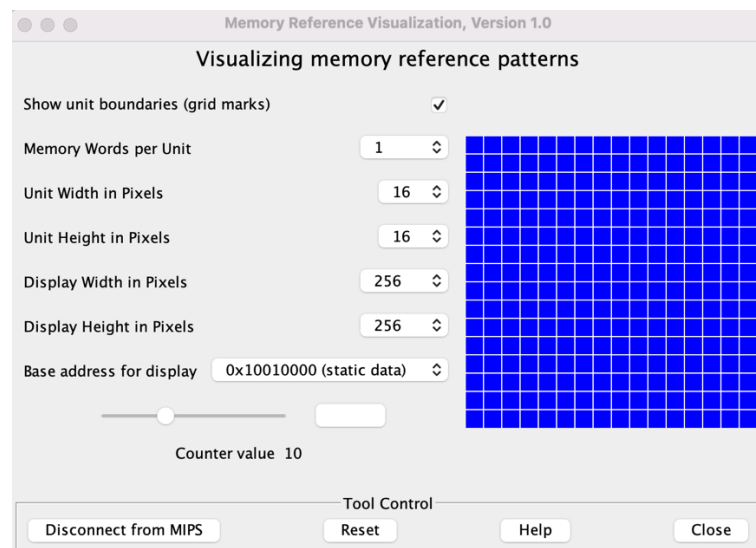 Memory Reference Visualization, Version 1.0
Visualizing memory reference patterns
Show unit boundaries (grid marks)
Memory Words per Unit 1
Unit Width in Pixels 16
Unit Height in Pixels 16
Display Width in Pixels 256
Display Height in Pixels 256
Base address for display 0x10010000 (static data)
Counter value 10
Tool Control
Disconnect from MIPS Reset Help Close